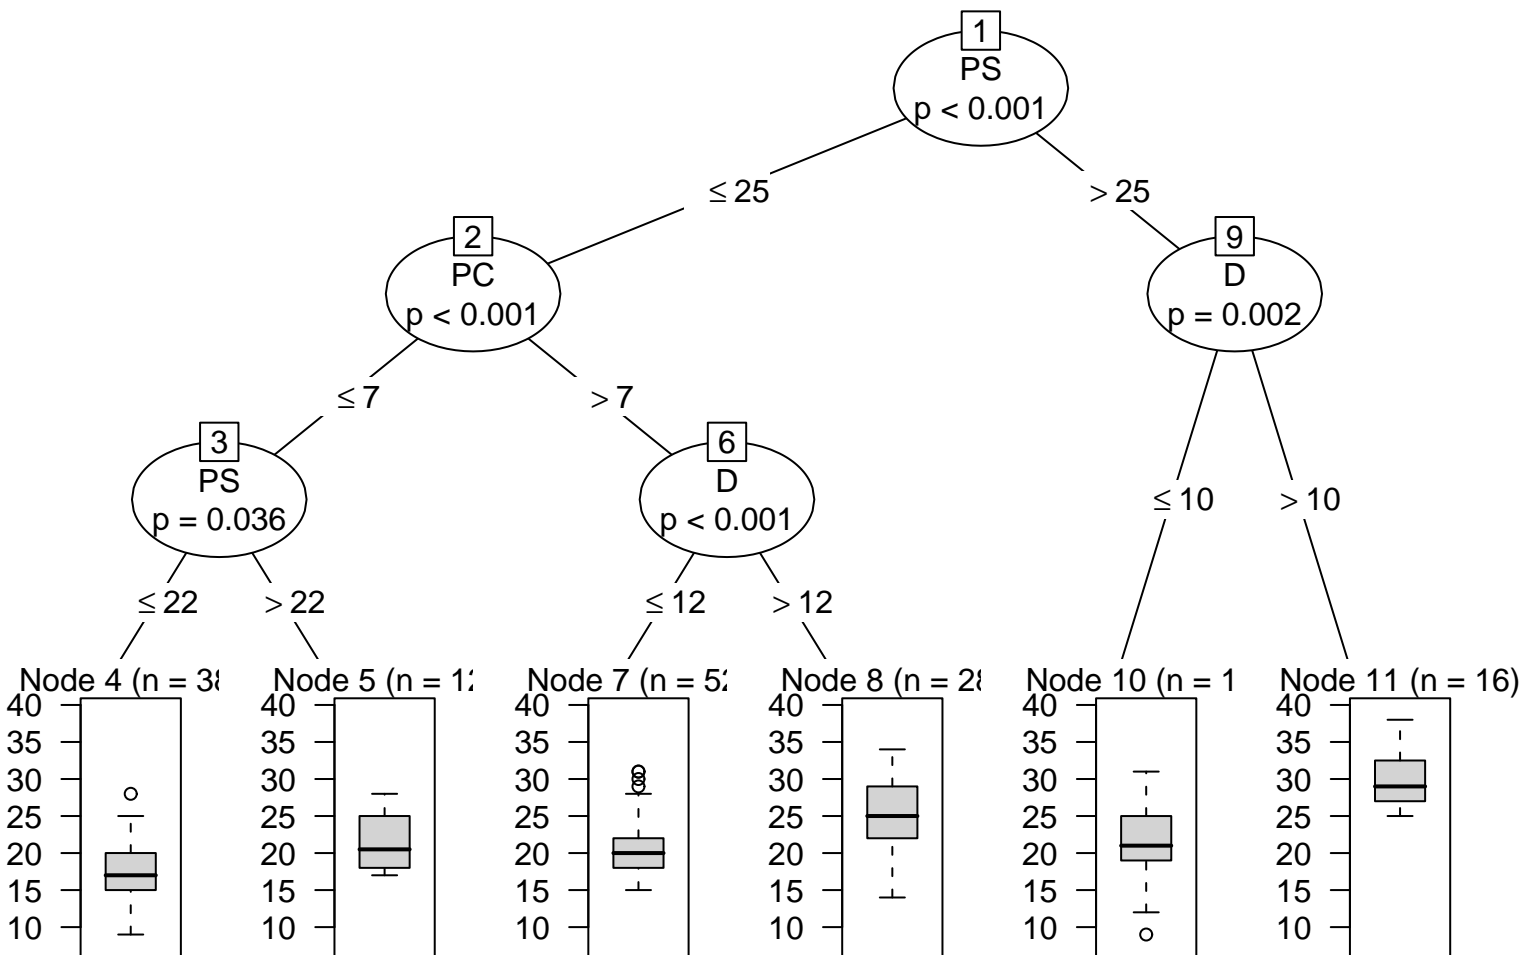 1
PS
p < 0.001
≤ 25
> 25
2
PC
p < 0.001
9
D
p = 0.002
≤ 7
> 7
3
PS
p = 0.036
6
D
p < 0.001
≤ 10
> 10
≤ 22
> 22
≤ 12
> 12
Node 4 (n = 38
Node 5 (n = 12
Node 7 (n = 52
Node 8 (n = 28
Node 10 (n = 1
Node 11 (n = 16)
40 40 40 40 40 40
35 35 35 35 35 35
30 30 30 30 30 30
25 25 25 25 25 25
20 20 20 20 20 20
15 15 15 15 15 15
10 10 10 10 10 10